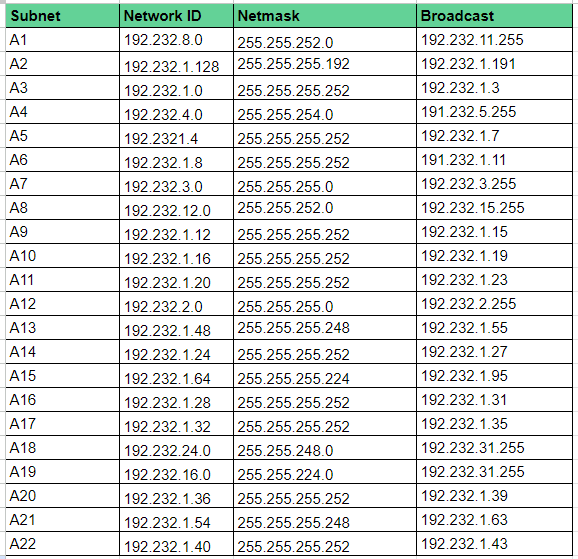 Subnet Network ID Netmask Broadcast
A1 192.232.8.0 255.255.252.0 192.232.11.255
A2 192.232.1.128 255.255.255.192 192.232.1.191
A3 192.232.1.0 255.255.255.252 192.232.1.3
A4 192.232.4.0 255.255.254.0 191.232.5.255
A5 192.2321.4 255.255.255.252 192.232.1.7
A6 192.232.1.8 255.255.255.252 191.232.1.11
A7 192.232.3.0 255.255.255.0 192.232.3.255
A8 192.232.12.0 255.255.252.0 192.232.15.255
A9 192.232.1.12 255.255.255.252 192.232.1.15
A10 192.232.1.16 255.255.255.252 192.232.1.19
A11 192.232.1.20 255.255.255.252 192.232.1.23
A12 192.232.2.0 255.255.255.0 192.232.2.255
A13 192.232.1.48 255.255.255.248 192.232.1.55
A14 192.232.1.24 255.255.255.252 192.232.1.27
A15 192.232.1.64 255.255.255.224 192.232.1.95
A16 192.232.1.28 255.255.255.252 192.232.1.31
A17 192.232.1.32 255.255.255.252 192.232.1.35
A18 192.232.24.0 255.255.248.0 192.232.31.255
A19 192.232.16.0 255.255.224.0 192.232.31.255
A20 192.232.1.36 255.255.255.252 192.232.1.39
A21 192.232.1.54 255.255.255.248 192.232.1.63
A22 192.232.1.40 255.255.255.252 192.232.1.43